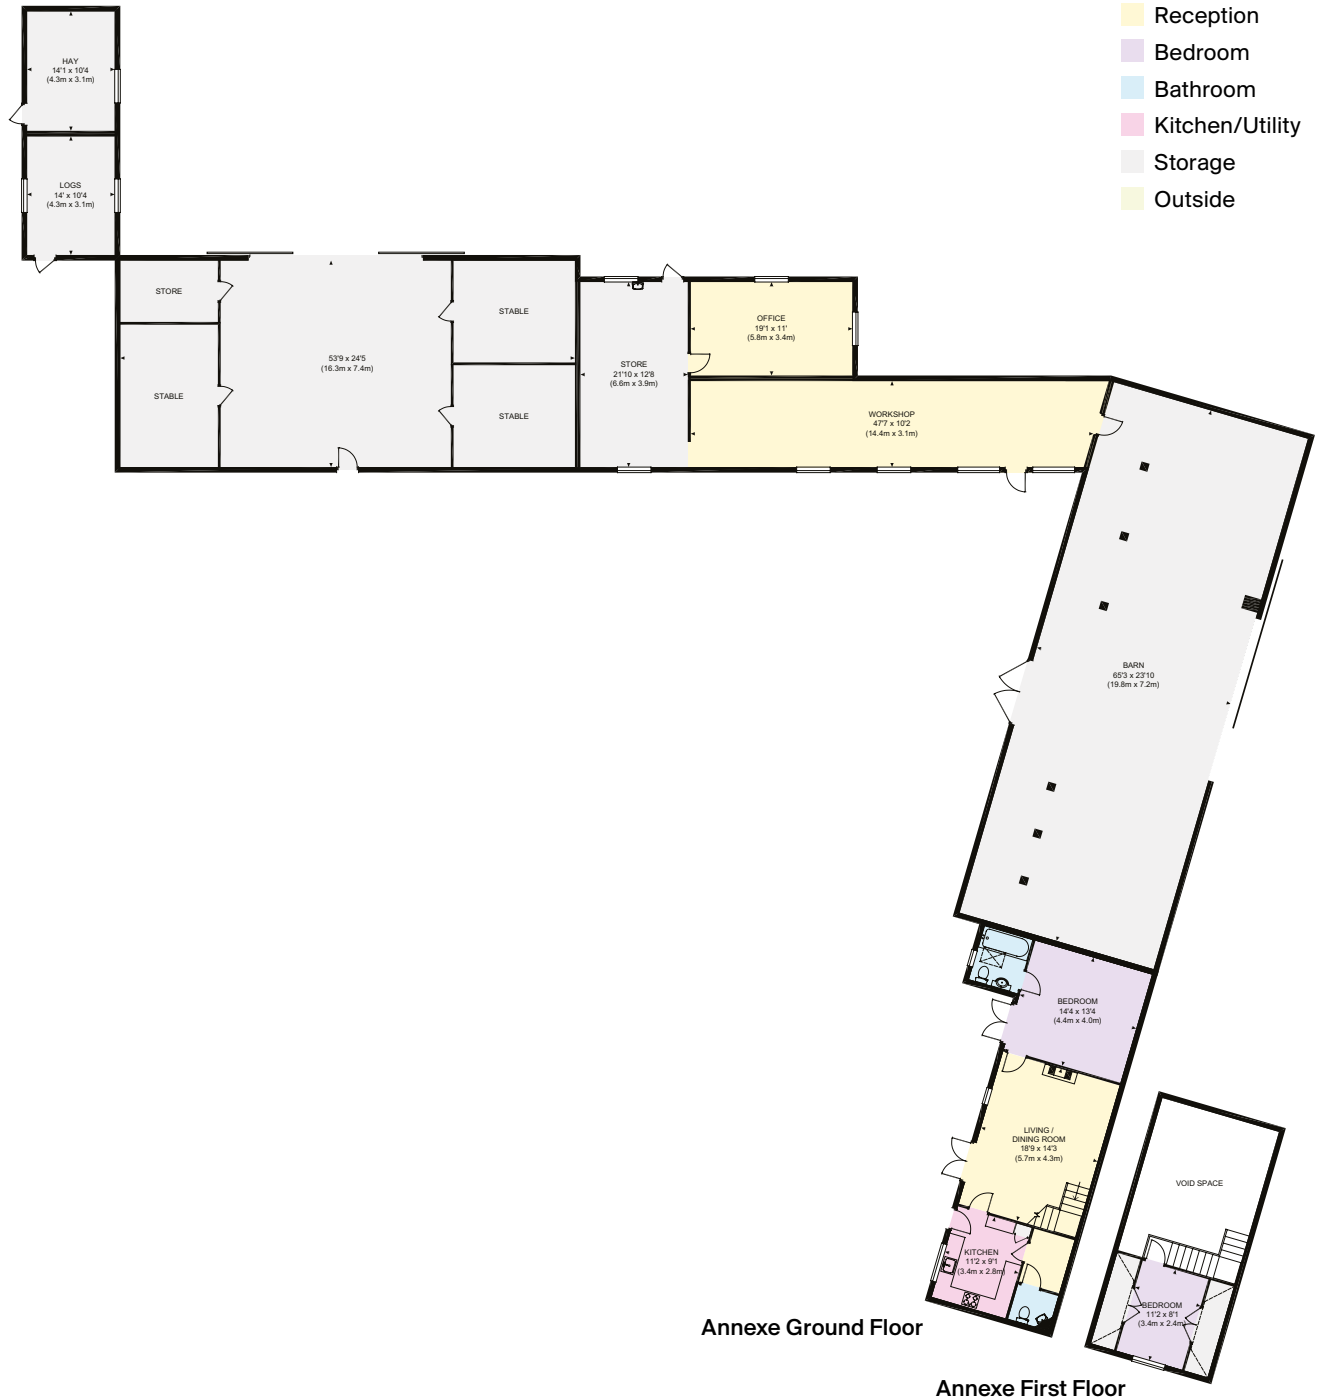 Reception
Bedroom
Bathroom
Kitchen/Utility
Storage
Outside
HAY
14'1 x 10'4
(4.3m x 3.1m)
LOGS
14' x 10'4
(4.3m x 3.1m)
STORE
STABLE
53'9 x 24'5
(16.3m x 7.4m)
STABLE
STABLE
STORE
21'10 x 12'8
(6.6m x 3.9m)
OFFICE
19'1 x 11'
(5.8m x 3.4m)
WORKSHOP
47'7 x 10'2
(14.4m x 3.1m)
BARN
65'3 x 23'10
(19.8m x 7.2m)
BEDROOM
14'4 x 13'4
(4.4m x 4.0m)
LIVING /
DINING ROOM
18'9 x 14'3
(5.7m x 4.3m)
KITCHEN
11'2 x 9'1
(3.4m x 2.8m)
Annexe Ground Floor
VOID SPACE
BEDROOM
11'2 x 8'1
(3.4m x 2.4m)
Annexe First Floor